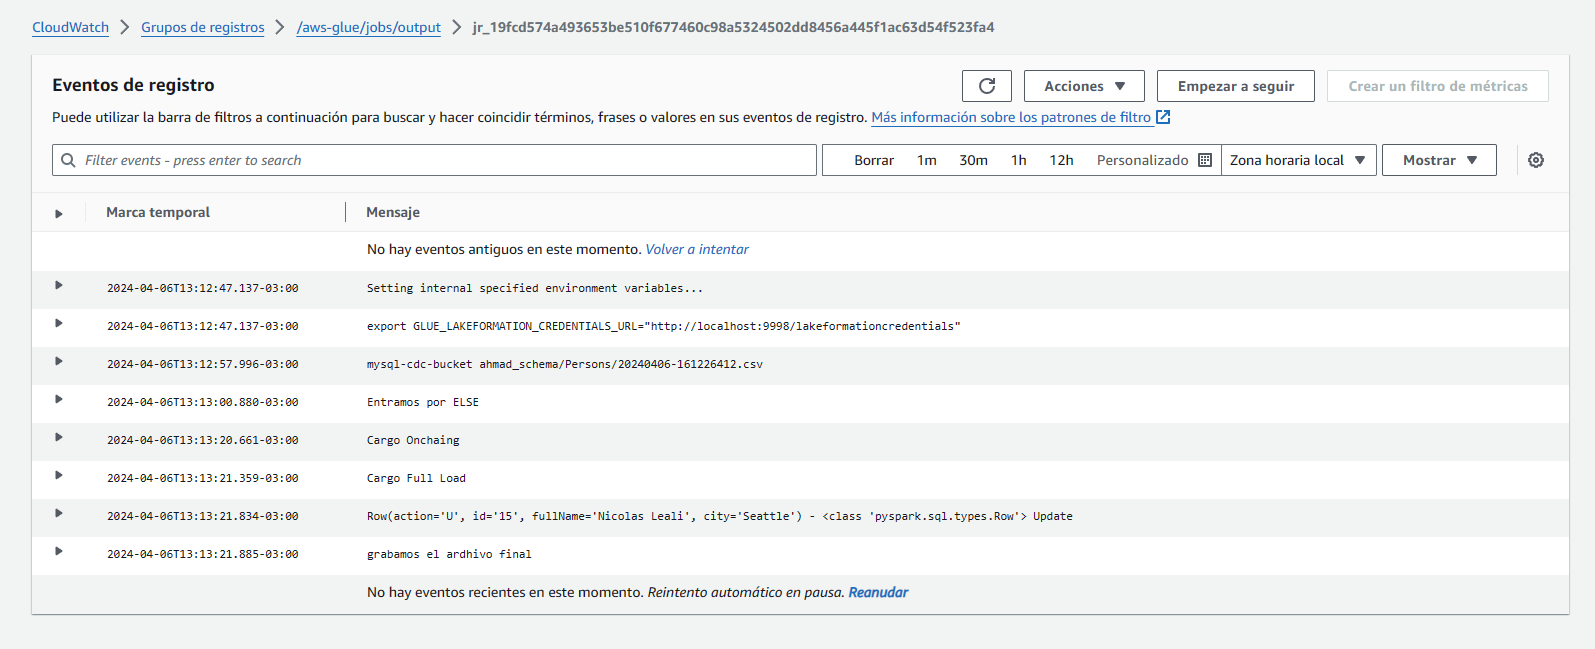 CloudWatch > Grupos de registros > /aws-glue/jobs/output > jr_19fcd574a493653be510f677460c98a5324502dd8456a445f1ac63d54f523fa4
Eventos de registro
Acciones ▼ Empezar a seguir Crear un filtro de métricas
Puede utilizar la barra de filtros a continuación para buscar y hacer coincidir términos, frases o valores en sus eventos de registro. Más información sobre los patrones de filtro
Filter events - press enter to search Borrar 1m 30m 1h 12h Personalizado Zona horaria local ▼ Mostrar ▼
Marca temporal Mensaje
No hay eventos antiguos en este momento. Volver a intentar
2024-04-06T13:12:47.137-03:00 Setting internal specified environment variables...
2024-04-06T13:12:47.137-03:00 export GLUE_LAKEFORMATION_CREDENTIALS_URL="http://localhost:9998/lakeformationcredentials"
2024-04-06T13:12:57.996-03:00 mysql-cdc-bucket ahmad_schema/Persons/20240406-161226412.csv
2024-04-06T13:13:00.880-03:00 Entramos por ELSE
2024-04-06T13:13:20.661-03:00 Cargo Onchaing
2024-04-06T13:13:21.359-03:00 Cargo Full Load
2024-04-06T13:13:21.834-03:00 Row(action='U', id='15', fullName='Nicolas Leali', city='Seattle') - <class 'pyspark.sql.types.Row'> Update
2024-04-06T13:13:21.885-03:00 grabamos el ardhivo final
No hay eventos recientes en este momento. Reintento automático en pausa. Reanudar